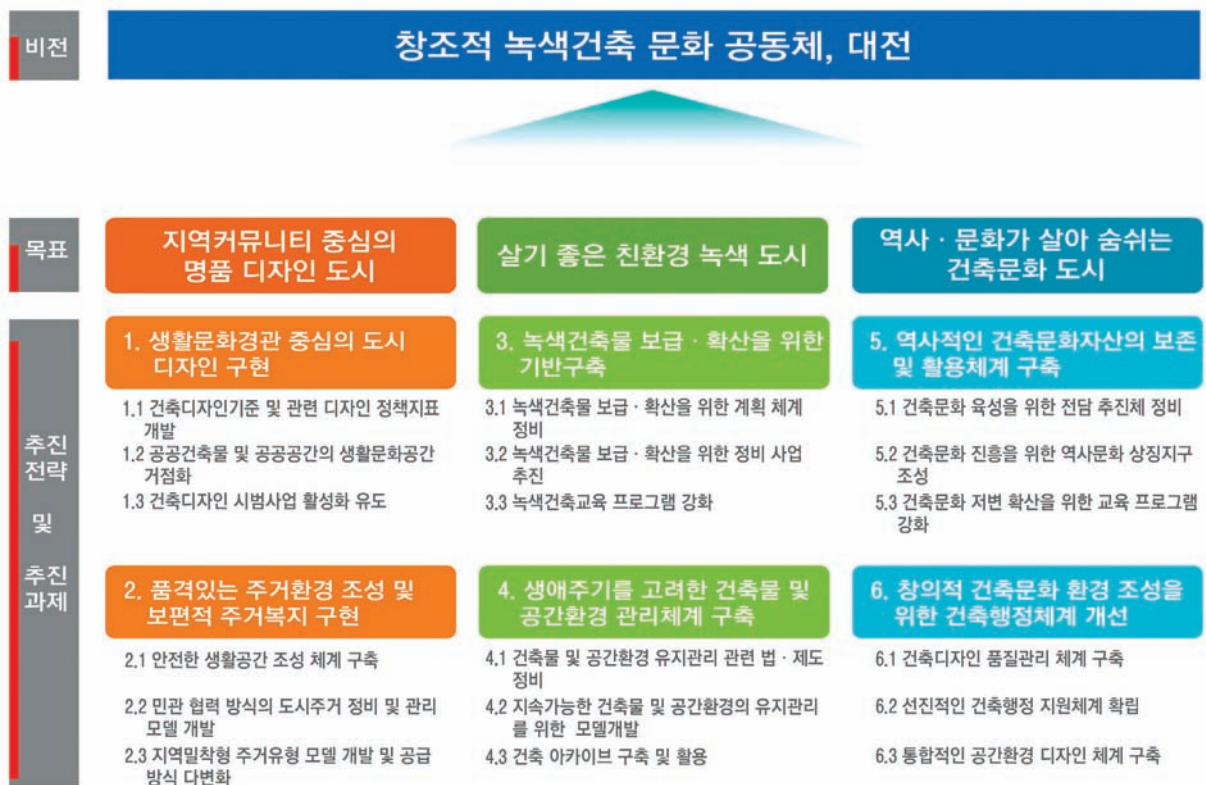 비전
창조적 녹색건축 문화 공동체, 대전
목표
지역커뮤니티 중심의
명품 디자인 도시
살기 좋은 친환경 녹색 도시
역사 · 문화가 살아 숨쉬는
건축문화 도시
추진
전략
및
추진
과제
1. 생활문화경관 중심의 도시
디자인 구현
1.1 건축디자인기준 및 관련 디자인 정책지표
개발
1.2 공공건축물 및 공공공간의 생활문화공간
거점화
1.3 건축디자인 시범사업 활성화 유도
3. 녹색건축물 보급 · 확산을 위한
기반구축
3.1 녹색건축물 보급 · 확산을 위한 계획 체계
정비
3.2 녹색건축물 보급 · 확산을 위한 정비 사업
추진
3.3 녹색건축교육 프로그램 강화
5. 역사적인 건축문화자산의 보존
및 활용체계 구축
5.1 건축문화 육성을 위한 전담 추진체 정비
5.2 건축문화 진흥을 위한 역사문화 상징지구
조성
5.3 건축문화 저변 확산을 위한 교육 프로그램
강화
2. 품격있는 주거환경 조성 및
보편적 주거복지 구현
2.1 안전한 생활공간 조성 체계 구축
2.2 민관 협력 방식의 도시주거 정비 및 관리
모델 개발
2.3 지역밀착형 주거유형 모델 개발 및 공급
방식 다변화
4. 생애주기를 고려한 건축물 및
공간환경 관리체계 구축
4.1 건축물 및 공간환경 유지관리 관련 법 · 제도
정비
4.2 지속가능한 건축물 및 공간환경의 유지관리
를 위한 모델개발
4.3 건축 아카이브 구축 및 활용
6. 창의적 건축문화 환경 조성을
위한 건축행정체계 개선
6.1 건축디자인 품질관리 체계 구축
6.2 선진적인 건축행정 지원체계 확립
6.3 통합적인 공간환경 디자인 체계 구축